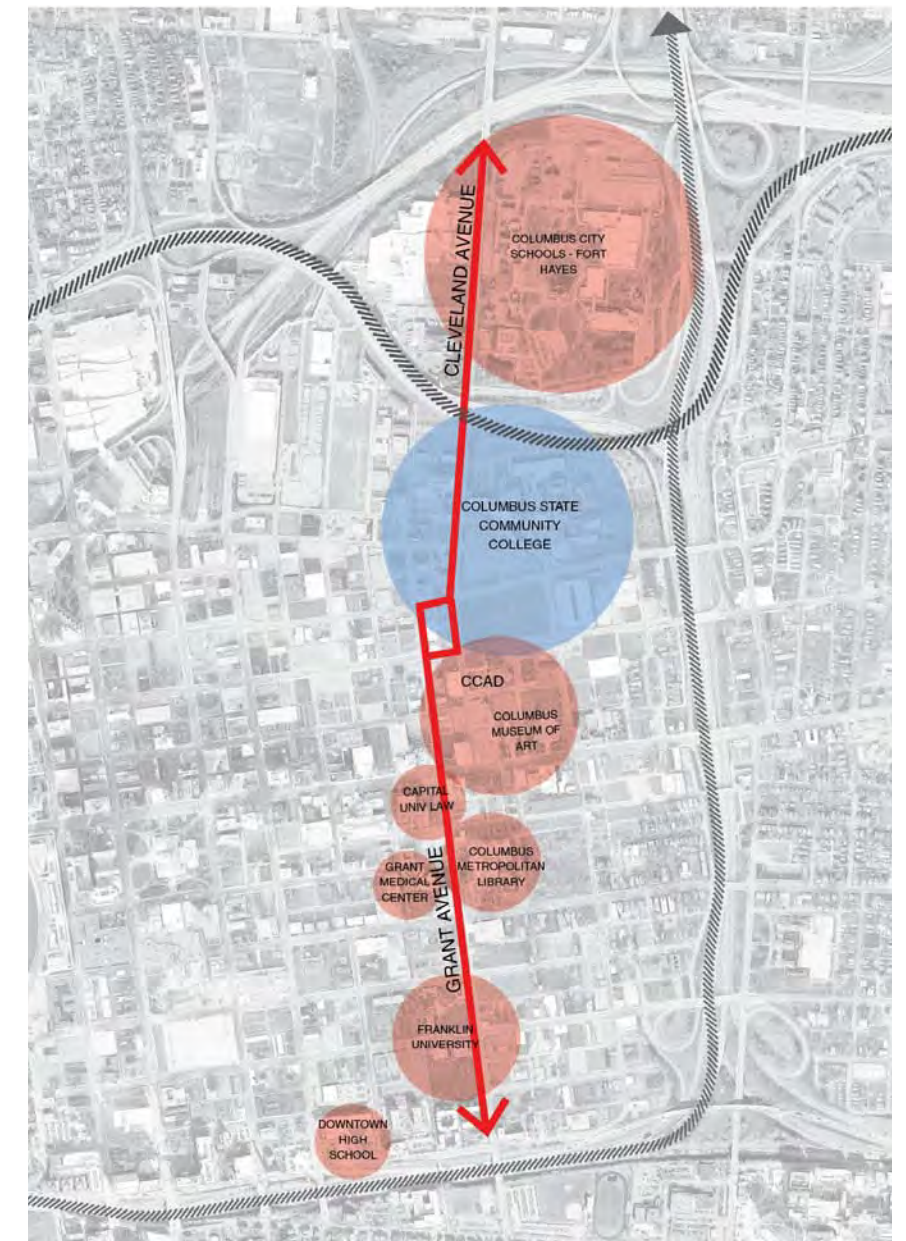 CLEVELAND AVENUE
COLUMBUS CITY
SCHOOLS - FORT
HAYES
COLUMBUS STATE
COMMUNITY
COLLEGE
CCAD
COLUMBUS
MUSEUM OF
ART
CAPITAL
UNIV LAW
COLUMBUS
METROPOLITAN
LIBRARY
GRANT
MEDICAL
CENTER
GRANT AVENUE
FRANKLIN
UNIVERSITY
DOWNTOWN
HIGH
SCHOOL